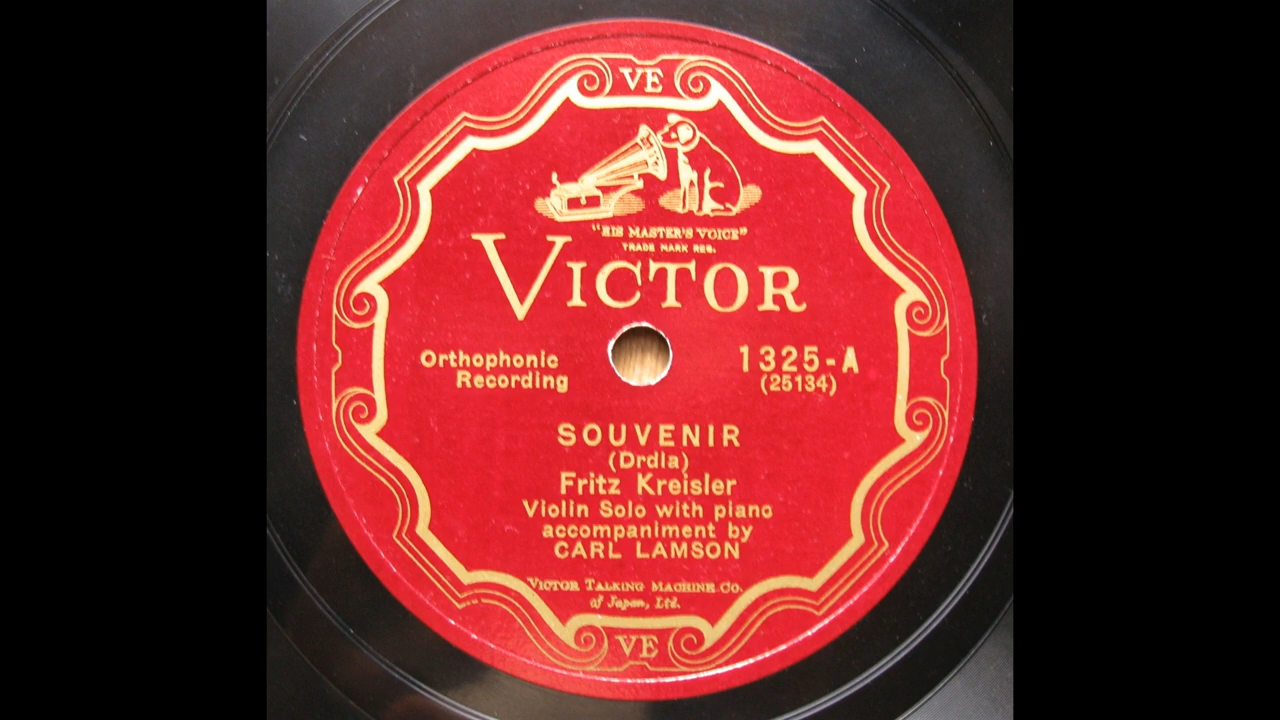 VE
"HIS MASTER'S VOICE"
TRADE MARK REG.
VICTOR
Orthophonic
Recording
1325-A
(25134)
SOUVENIR
(Drdla)
Fritz Kreisler
Violin Solo with piano
accompaniment by
CARL LAMSON
VICTOR TALKING MACHINE CO.
of Japan, Ltd.
VE